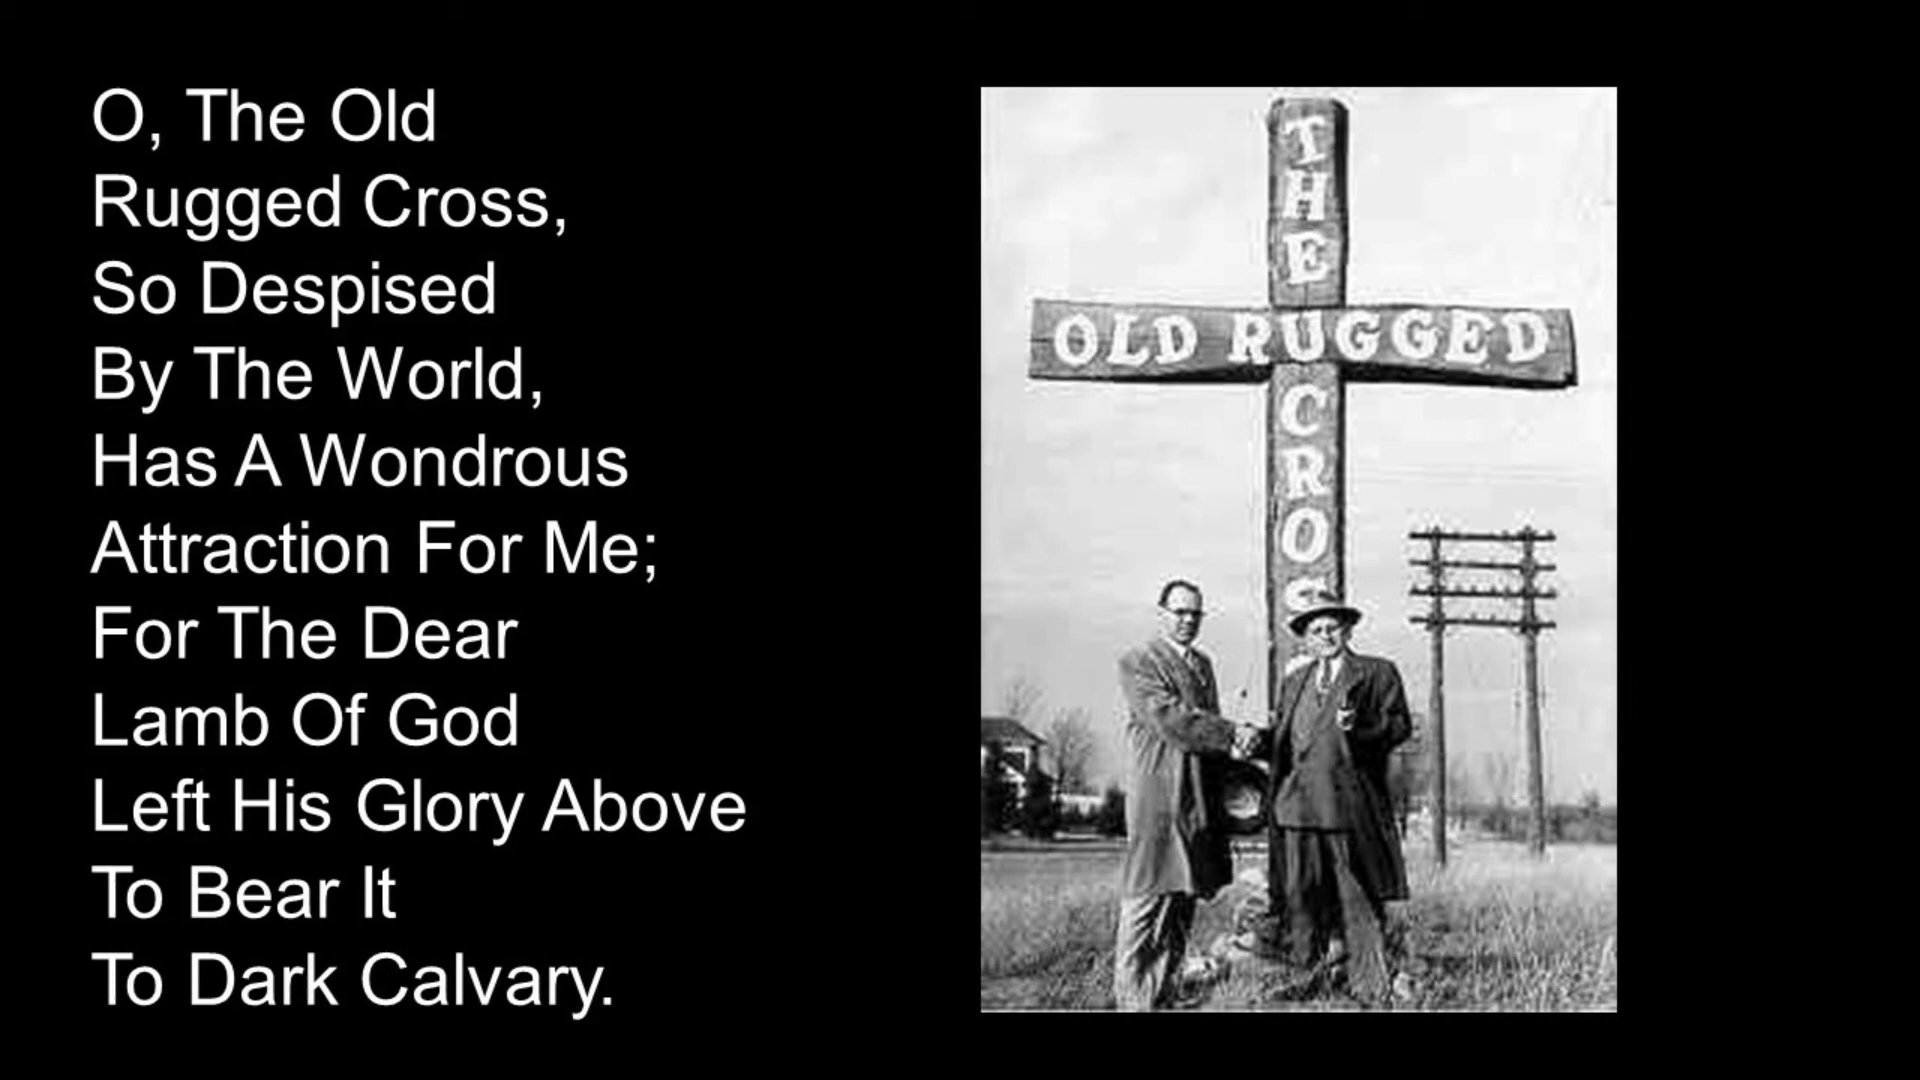 O, The Old
Rugged Cross,
So Despised
By The World,
Has A Wondrous
Attraction For Me;
For The Dear
Lamb Of God
Left His Glory Above
To Bear It
To Dark Calvary.
THE
OLD RUGGED
CROS